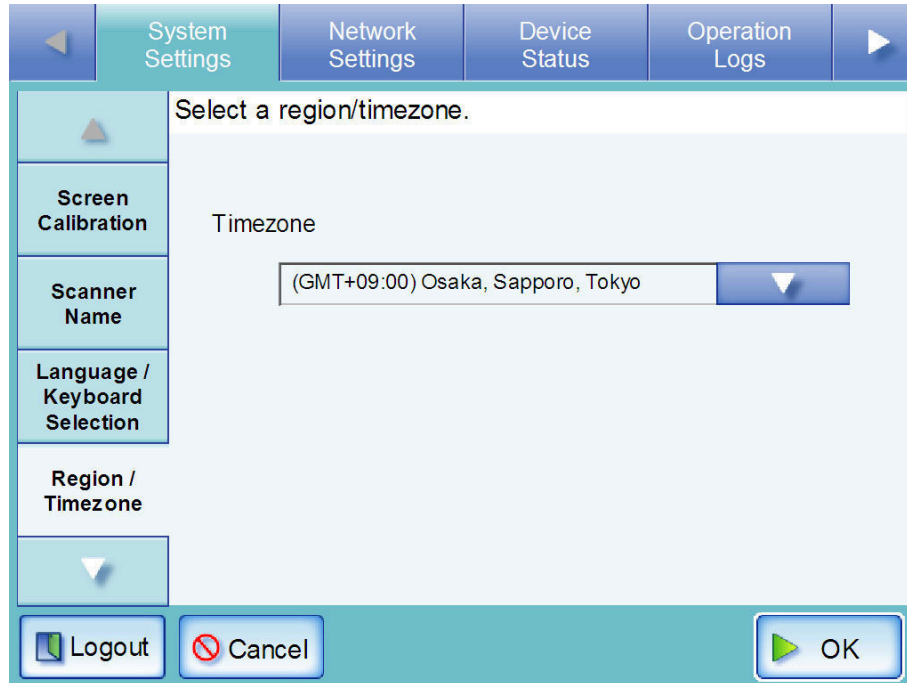 System
Settings
Network
Settings
Device
Status
Operation
Logs
Select a region/timezone.
Screen
Calibration
Scanner
Name
Language /
Keyboard
Selection
Region /
Timezone
Timezone
(GMT+09:00) Osaka, Sapporo, Tokyo
Logout
Cancel
OK